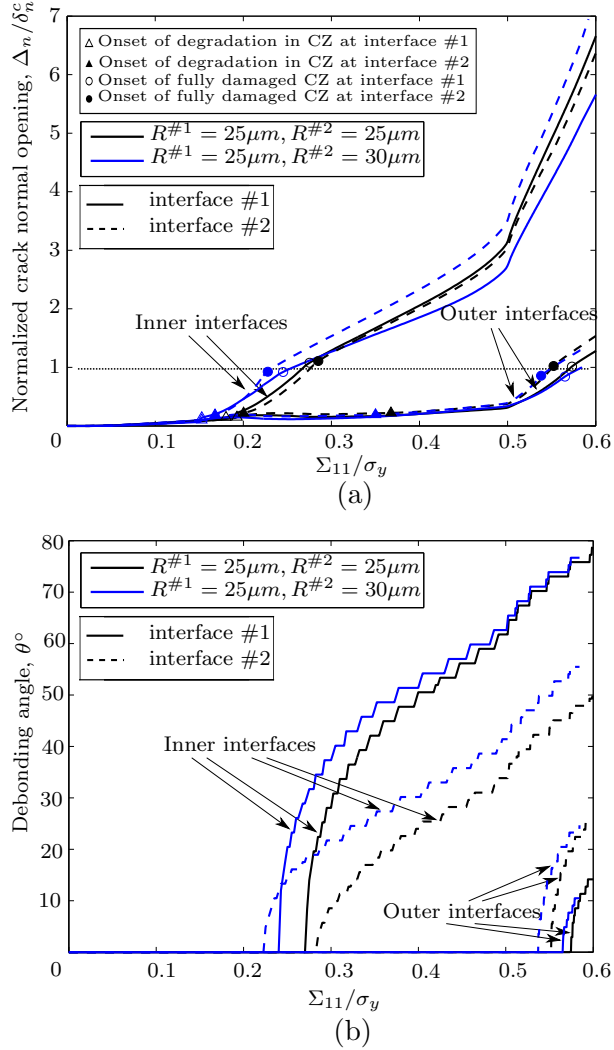 Normalized crack normal opening, Δₙ/δₙᶜ
7
6
5
4
3
2
1
0
△ Onset of degradation in CZ at interface #1
▲ Onset of degradation in CZ at interface #2
○ Onset of fully damaged CZ at interface #1
● Onset of fully damaged CZ at interface #2
R^{#1} = 25μm, R^{#2} = 25μm
R^{#1} = 25μm, R^{#2} = 30μm
interface #1
interface #2
Inner interfaces
Outer interfaces
0 0.1 0.2 0.3 0.4 0.5 0.6
Σ₁₁/σ_y
(a)
Debonding angle, θ°
80
70
60
50
40
30
20
10
0
R^{#1} = 25μm, R^{#2} = 25μm
R^{#1} = 25μm, R^{#2} = 30μm
interface #1
interface #2
Inner interfaces
Outer interfaces
0 0.1 0.2 0.3 0.4 0.5 0.6
Σ₁₁/σ_y
(b)